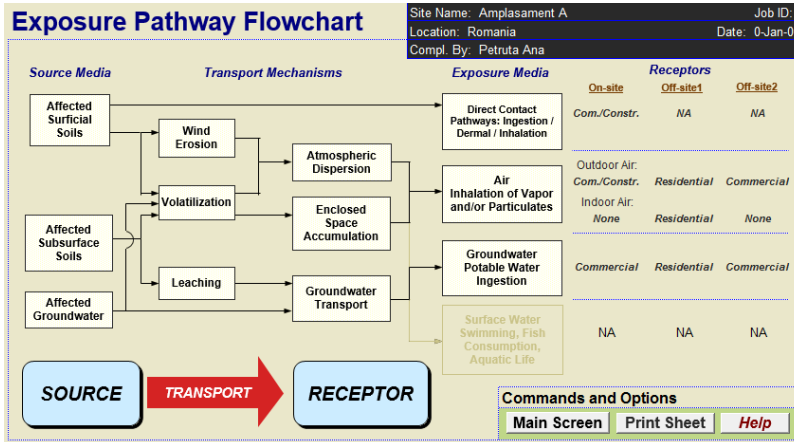 Exposure Pathway Flowchart
Site Name: Amplasament A Job ID:
Location: Romania Date: 0-Jan-0
Compl. By: Petruta Ana
Source Media
Transport Mechanisms
Exposure Media
Receptors
On-site Off-site1 Off-site2
Affected
Surficial
Soils
Wind
Erosion
Atmospheric
Dispersion
Direct Contact
Pathways: Ingestion /
Dermal / Inhalation
Com./Constr. NA NA
Affected
Subsurface
Soils
Volatilization
Enclosed
Space
Accumulation
Air
Inhalation of Vapor
and/or Particulates
Outdoor Air:
Com./Constr. Residential Commercial
Indoor Air:
None Residential None
Affected
Groundwater
Leaching
Groundwater
Transport
Groundwater
Potable Water
Ingestion
Commercial Residential Commercial
Surface Water
Swimming, Fish
Consumption,
Aquatic Life
NA NA NA
SOURCE
TRANSPORT
RECEPTOR
Commands and Options
Main Screen Print Sheet Help